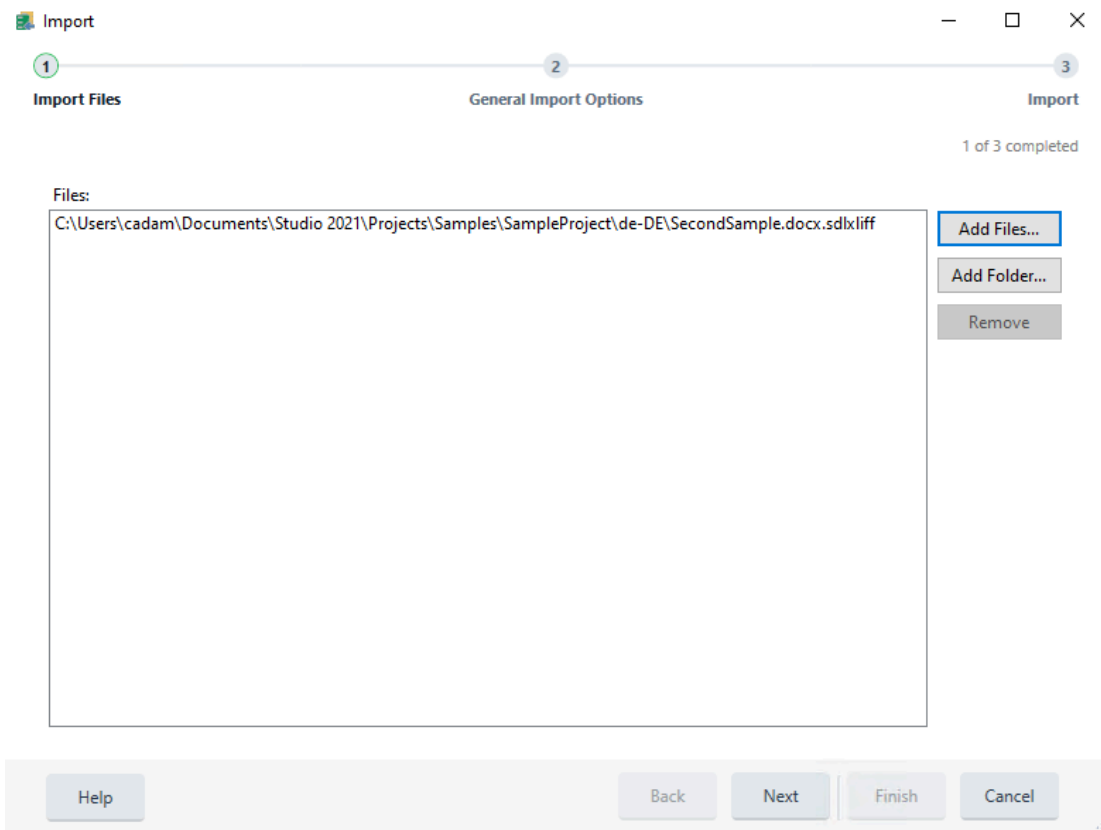 Import
1 2 3
Import Files General Import Options Import
1 of 3 completed
Files:
C:\Users\cadam\Documents\Studio 2021\Projects\Samples\SampleProject\de-DE\SecondSample.docx.sdlxliff
Add Files...
Add Folder...
Remove
Help Back Next Finish Cancel